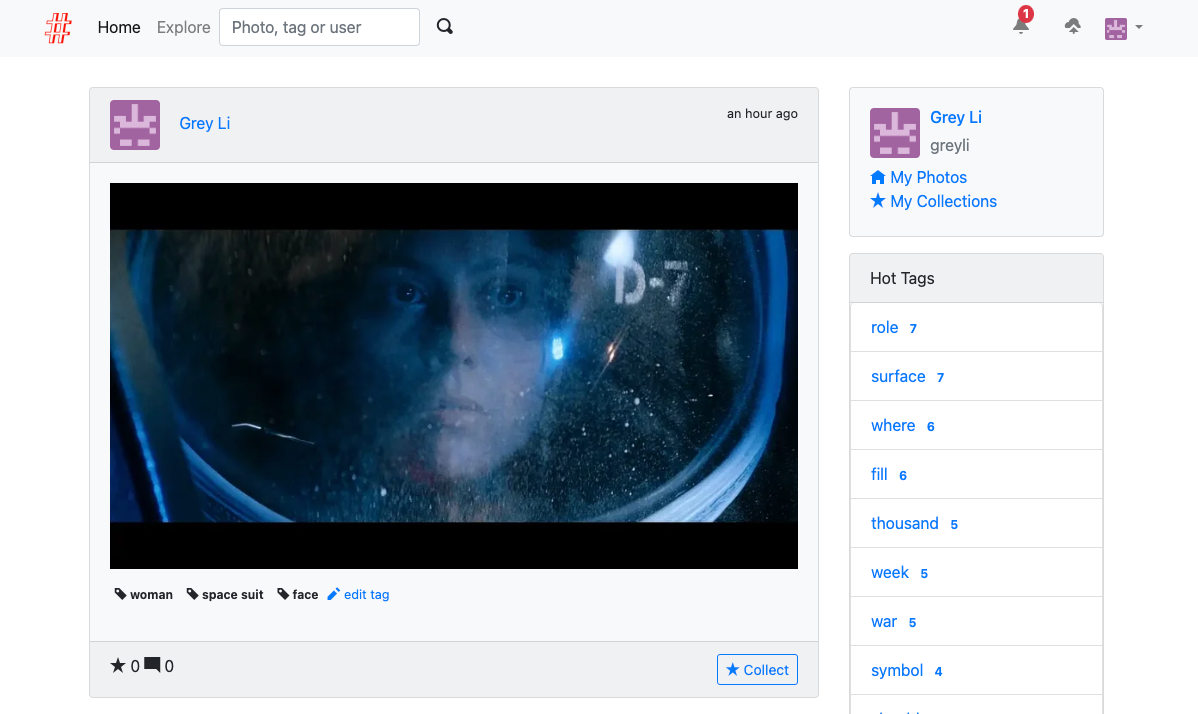 Home Explore Photo, tag or user 1
Grey Li an hour ago
D-7
woman space suit face edit tag
0 0 Collect
Grey Li
greyli
My Photos
My Collections
Hot Tags
role 7
surface 7
where 6
fill 6
thousand 5
week 5
war 5
symbol 4